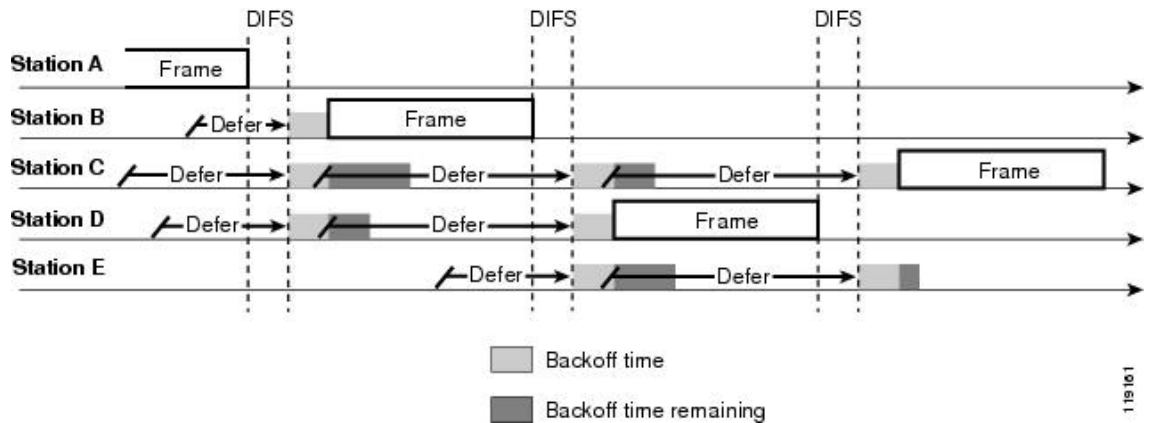 DIFS DIFS DIFS
Station A Frame
Station B Defer Frame
Station C Defer Defer Defer Frame
Station D Defer Defer Frame
Station E Defer Defer
Backoff time
Backoff time remaining
119161